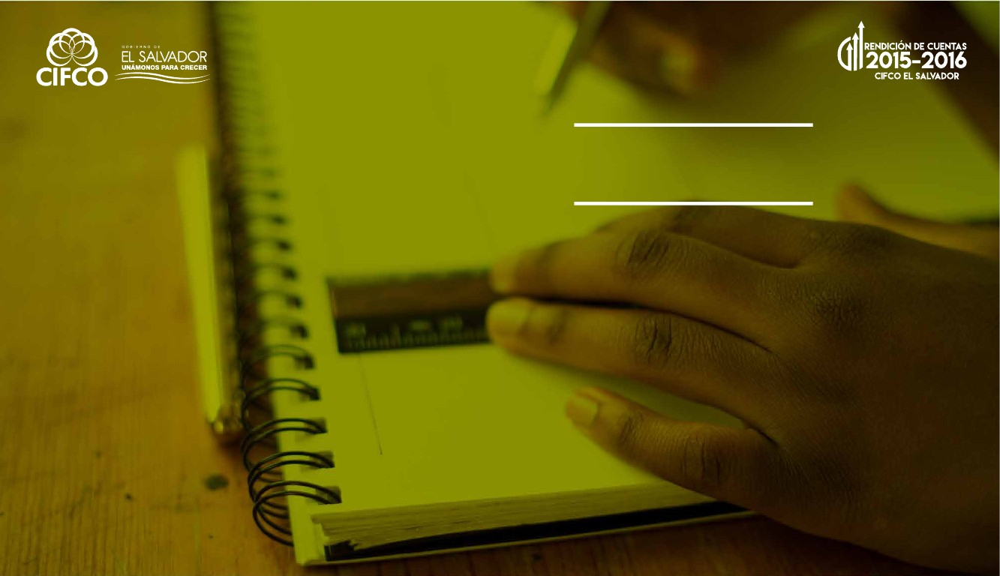 CIFCO
GOBIERNO DE
EL SALVADOR
UNÁMONOS PARA CRECER
RENDICIÓN DE CUENTAS
2015-2016
CIFCO EL SALVADOR